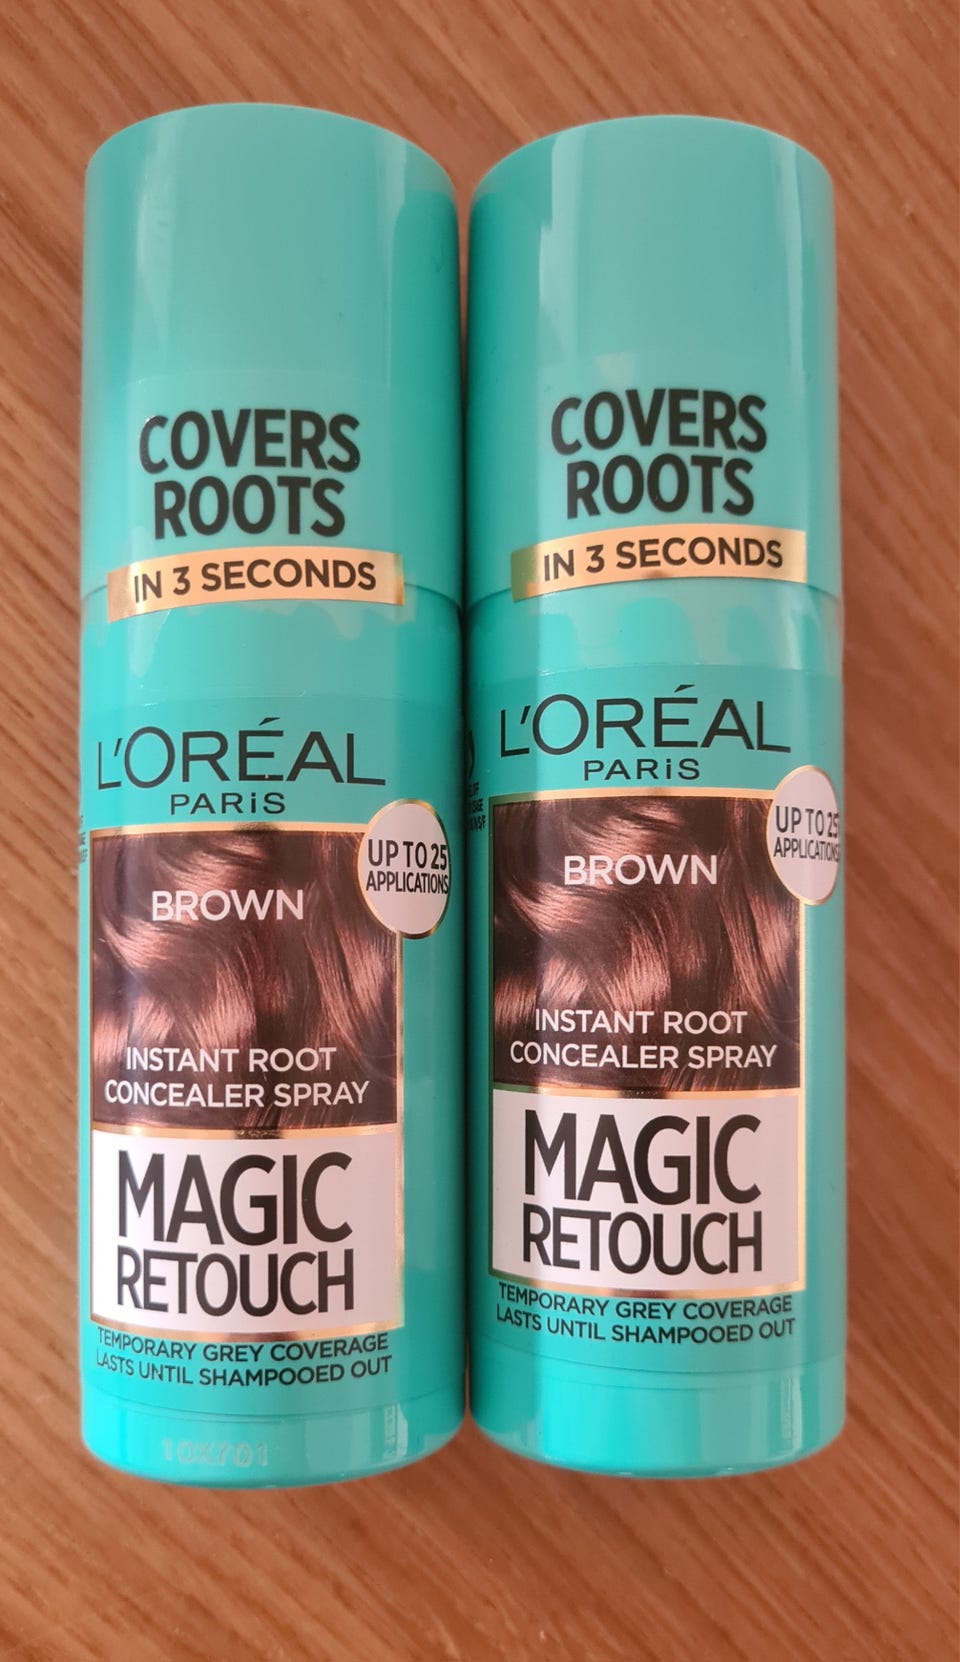 COVERS
ROOTS
IN 3 SECONDS
L'ORÉAL
PARiS
UP TO 25
APPLICATIONS
BROWN
INSTANT ROOT
CONCEALER SPRAY
MAGIC
RETOUCH
TEMPORARY GREY COVERAGE
LASTS UNTIL SHAMPOOED OUT
10X701
COVERS
ROOTS
IN 3 SECONDS
L'ORÉAL
PARiS
UP TO 25
APPLICATIONS
BROWN
INSTANT ROOT
CONCEALER SPRAY
MAGIC
RETOUCH
TEMPORARY GREY COVERAGE
LASTS UNTIL SHAMPOOED OUT